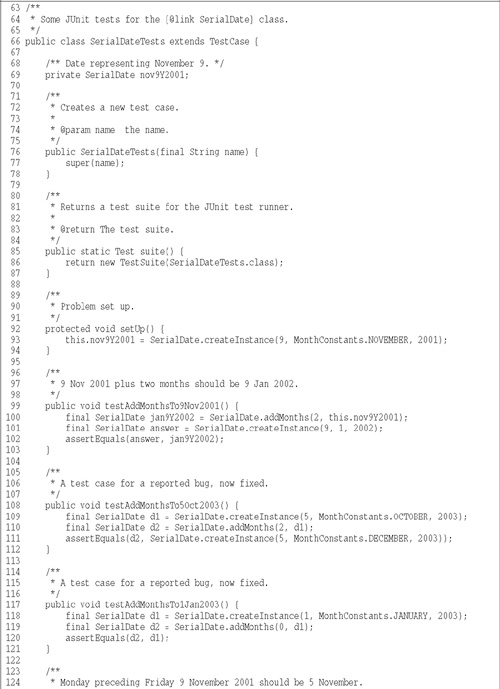 63 /**
64  * Some JUnit tests for the {@link SerialDate} class.
65  */
66 public class SerialDateTests extends TestCase {
67
68     /** Date representing November 9. */
69     private SerialDate nov9Y2001;
70
71     /**
72      * Creates a new test case.
73      *
74      * @param name  the name.
75      */
76     public SerialDateTests(final String name) {
77         super(name);
78     }
79
80     /**
81      * Returns a test suite for the JUnit test runner.
82      *
83      * @return The test suite.
84      */
85     public static Test suite() {
86         return new TestSuite(SerialDateTests.class);
87     }
88
89     /**
90      * Problem set up.
91      */
92     protected void setUp() {
93         this.nov9Y2001 = SerialDate.createInstance(9, MonthConstants.NOVEMBER, 2001);
94     }
95
96     /**
97      * 9 Nov 2001 plus two months should be 9 Jan 2002.
98      */
99     public void testAddMonthsTo9Nov2001() {
100         final SerialDate jan9Y2002 = SerialDate.addMonths(2, this.nov9Y2001);
101         final SerialDate answer = SerialDate.createInstance(9, 1, 2002);
102         assertEquals(answer, jan9Y2002);
103     }
104
105     /**
106      * A test case for a reported bug, now fixed.
107      */
108     public void testAddMonthsTo5Oct2003() {
109         final SerialDate d1 = SerialDate.createInstance(5, MonthConstants.OCTOBER, 2003);
110         final SerialDate d2 = SerialDate.addMonths(2, d1);
111         assertEquals(d2, SerialDate.createInstance(5, MonthConstants.DECEMBER, 2003));
112     }
113
114     /**
115      * A test case for a reported bug, now fixed.
116      */
117     public void testAddMonthsTo1Jan2003() {
118         final SerialDate d1 = SerialDate.createInstance(1, MonthConstants.JANUARY, 2003);
119         final SerialDate d2 = SerialDate.addMonths(0, d1);
120         assertEquals(d2, d1);
121     }
122
123     /**
124      * Monday preceding Friday 9 November 2001 should be 5 November.